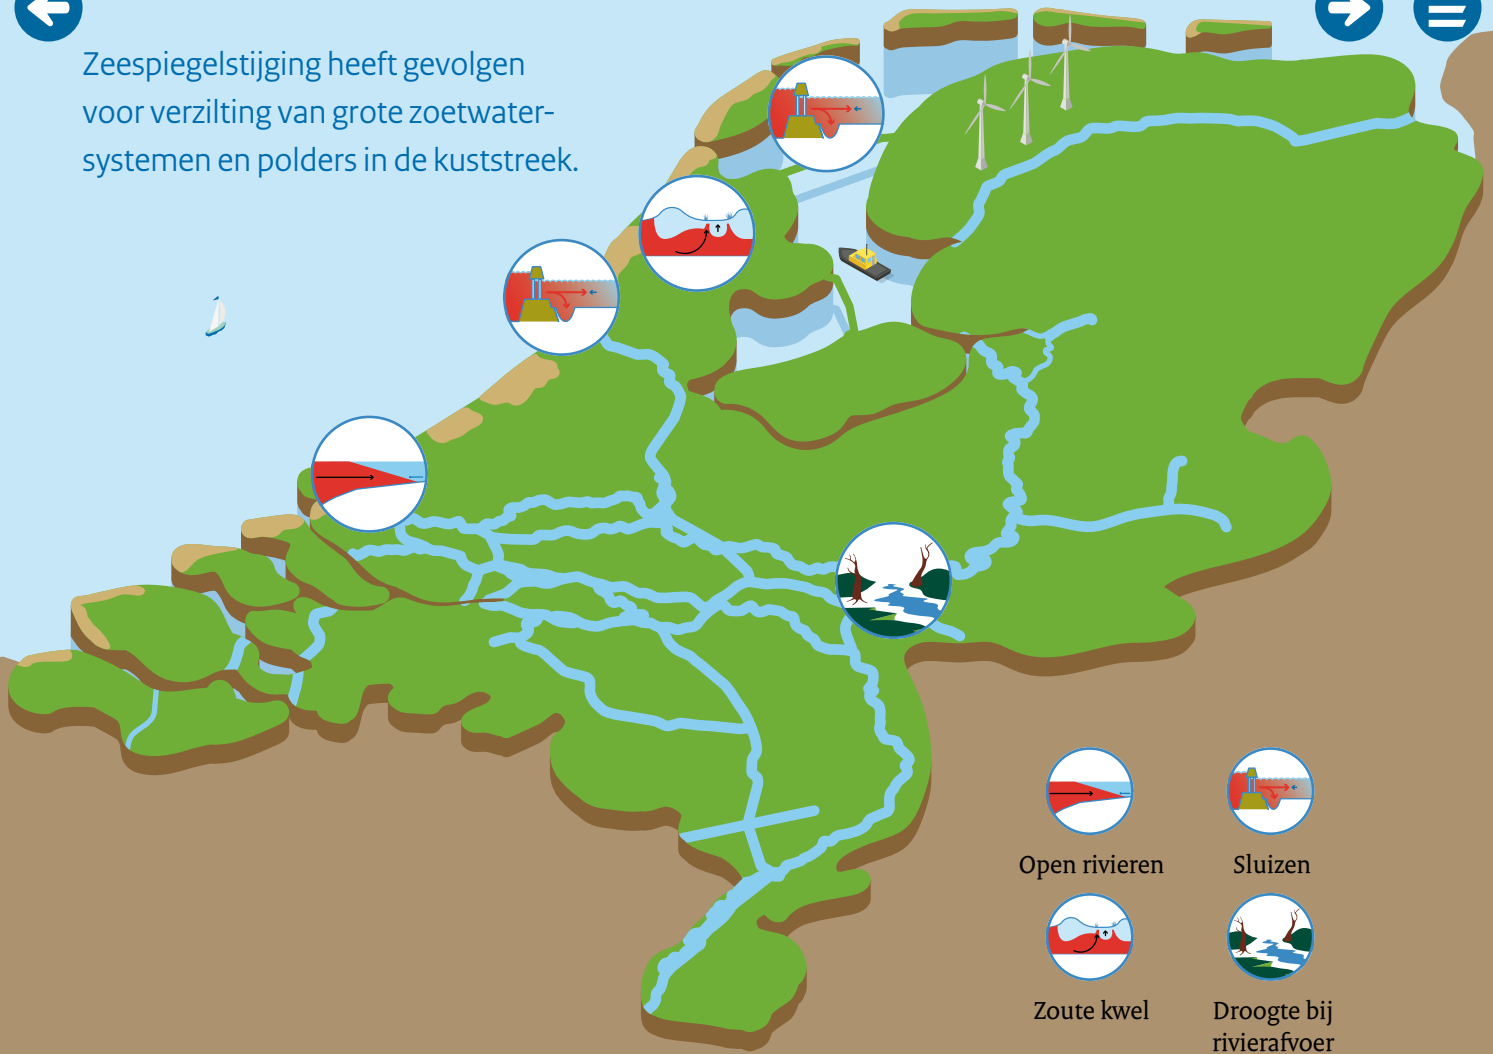 Zeespiegelstijging heeft gevolgen
voor verzilting van grote zoetwater-
systemen en polders in de kuststreek.
Open rivieren
Sluizen
Zoute kwel
Droogte bij
rivierafvoer